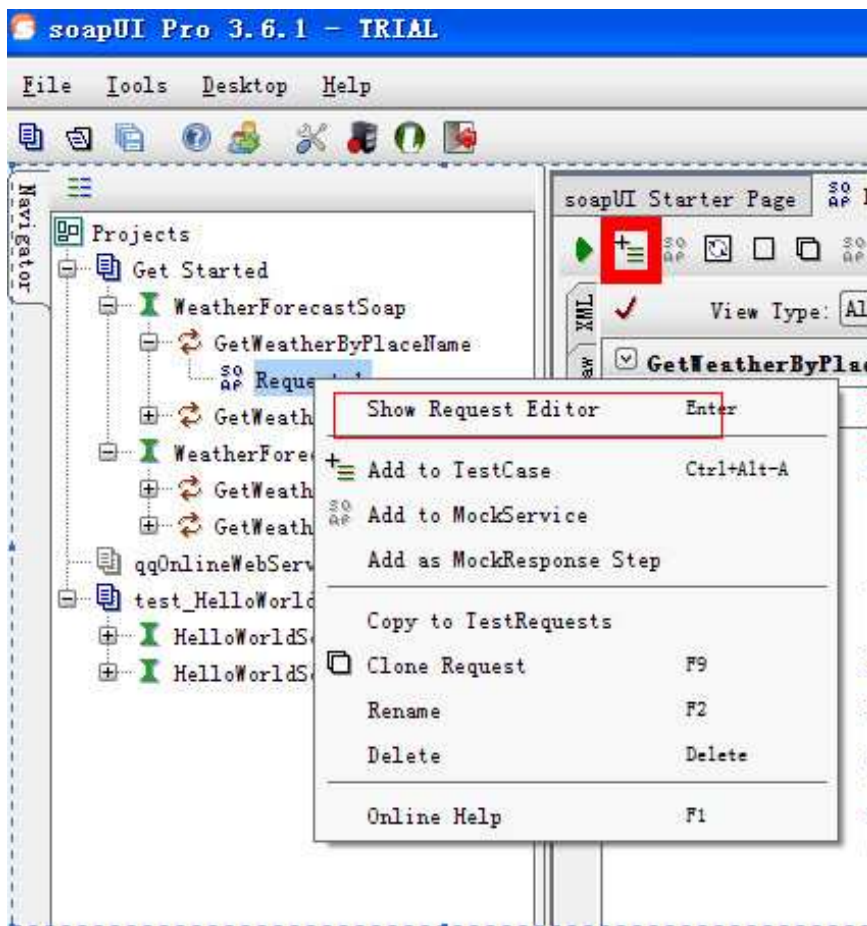 soapUI Pro 3.6.1 - TRIAL
File Tools Desktop Help
Navigator
Projects
Get Started
WeatherForecastSoap
GetWeatherByPlaceName
GetWeath
WeatherFore
GetWeath
GetWeath
qqOnlineWebServ
test_HelloWorld
HelloWorldS
HelloWorldS
soapUI Starter Page
XML
View Type: Al
GetWeatherByPlac
Show Request Editor Enter
Add to TestCase Ctrl+Alt-A
Add to MockService
Add as MockResponse Step
Copy to TestRequests
Clone Request F9
Rename F2
Delete Delete
Online Help F1